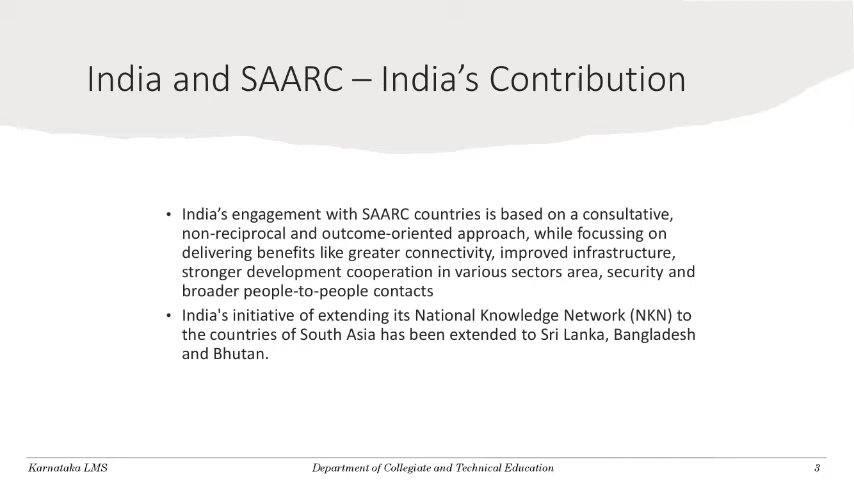 India and SAARC – India’s Contribution
• India’s engagement with SAARC countries is based on a consultative,
non-reciprocal and outcome-oriented approach, while focussing on
delivering benefits like greater connectivity, improved infrastructure,
stronger development cooperation in various sectors area, security and
broader people-to-people contacts
• India's initiative of extending its National Knowledge Network (NKN) to
the countries of South Asia has been extended to Sri Lanka, Bangladesh
and Bhutan.
Karnataka LMS Department of Collegiate and Technical Education 3